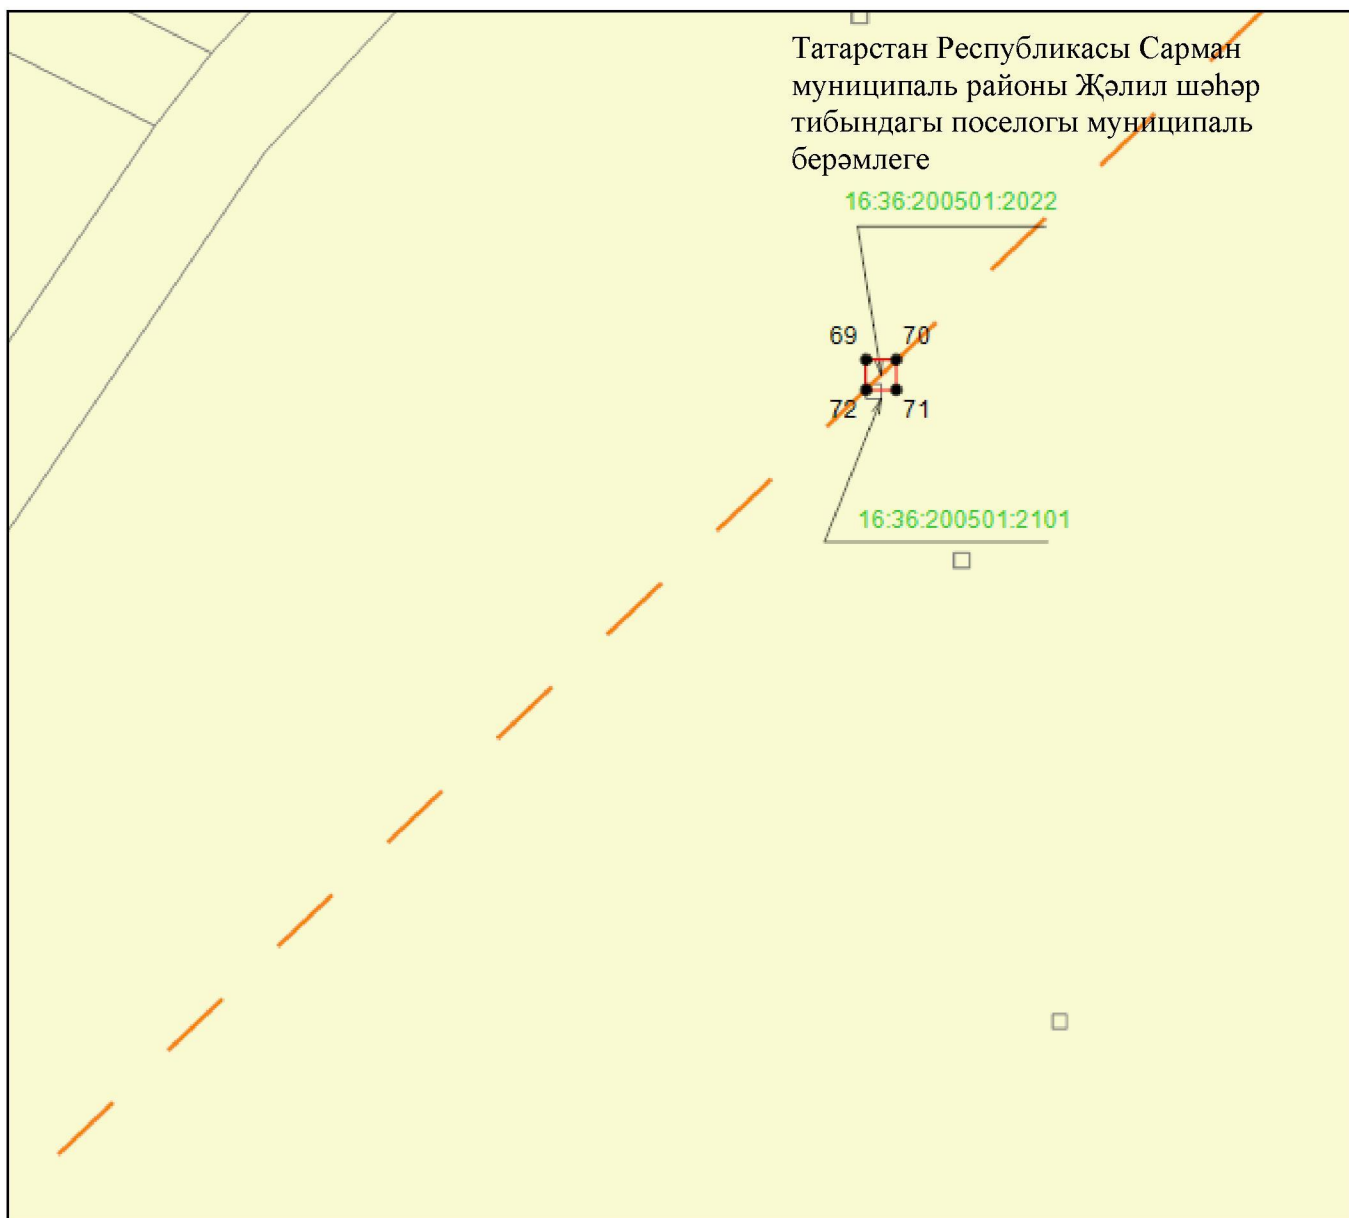 Татарстан Республикасы Сарман
муниципаль районы Җәлил шәһәр
тибындагы поселогы муниципаль
берәмлеге
16:36:200501:2022
69 70
72 71
16:36:200501:2101